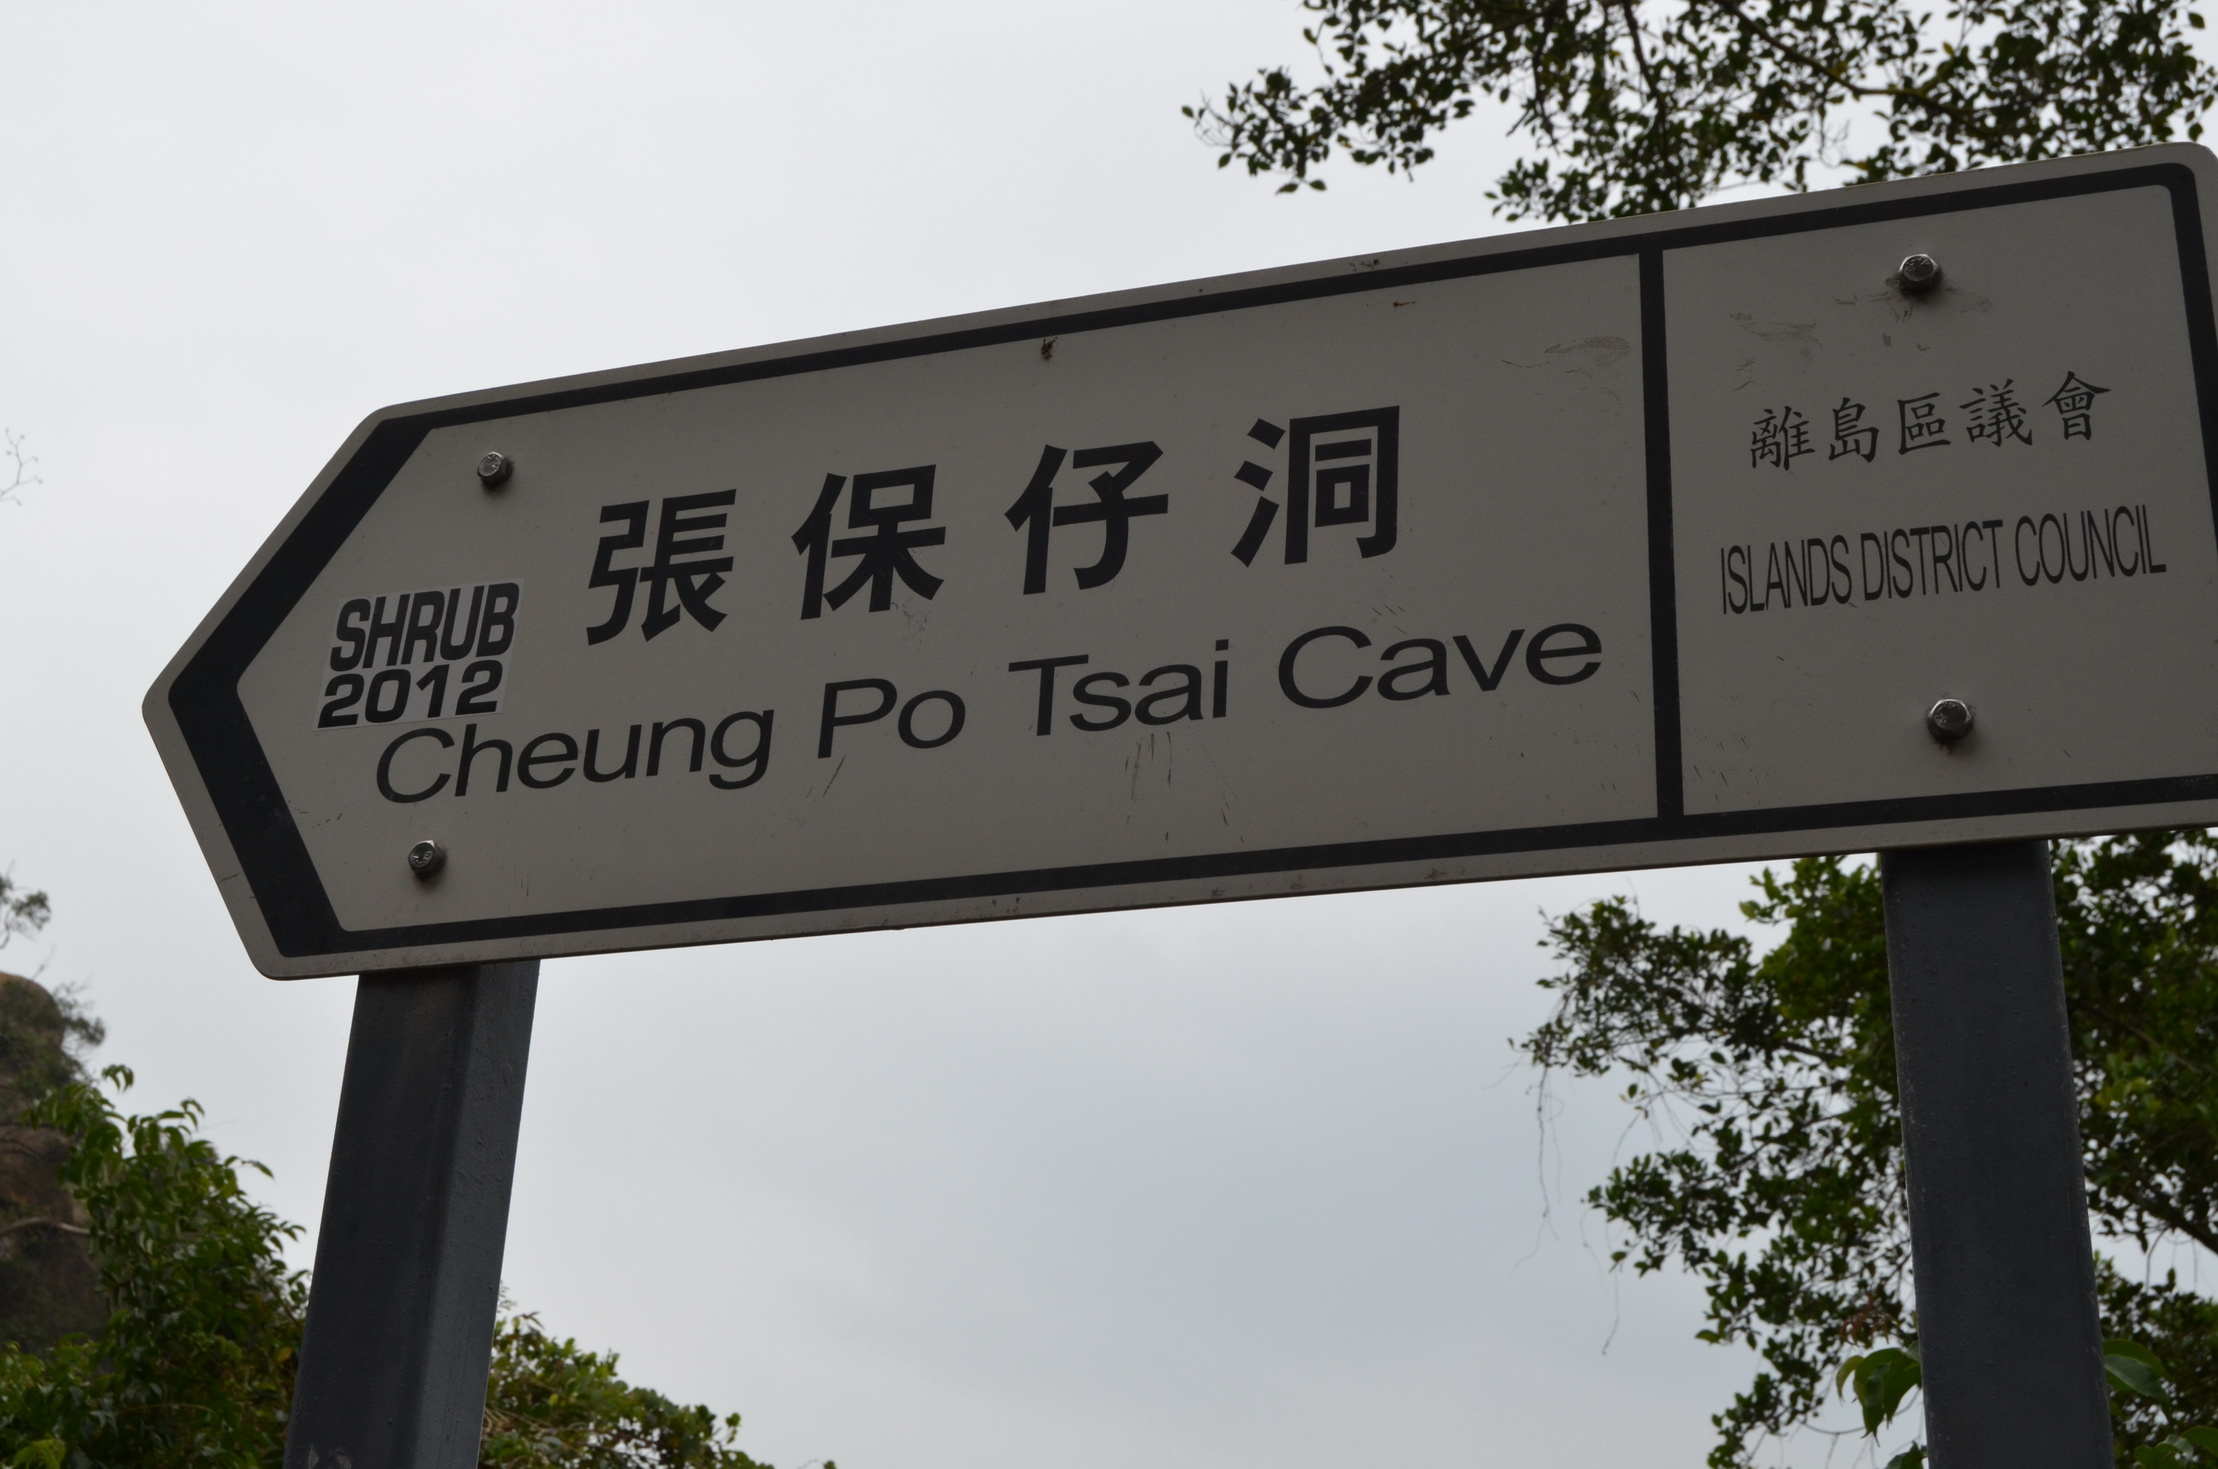 張保仔洞
SHRUB
2012
Cheung Po Tsai Cave
離島區議會
ISLANDS DISTRICT COUNCIL